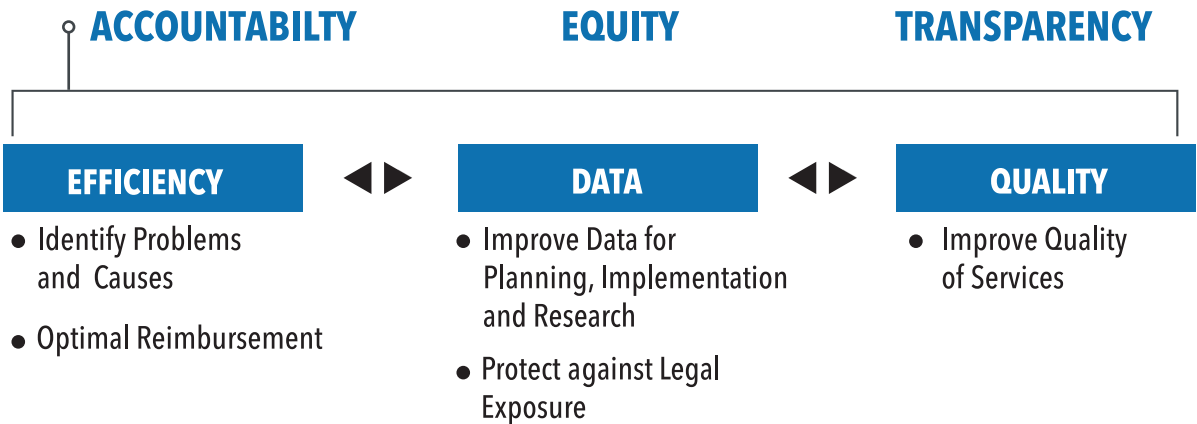 ACCOUNTABILTY EQUITY TRANSPARENCY
EFFICIENCY
● Identify Problems
and Causes
● Optimal Reimbursement
DATA
● Improve Data for
Planning, Implementation
and Research
● Protect against Legal
Exposure
QUALITY
● Improve Quality
of Services